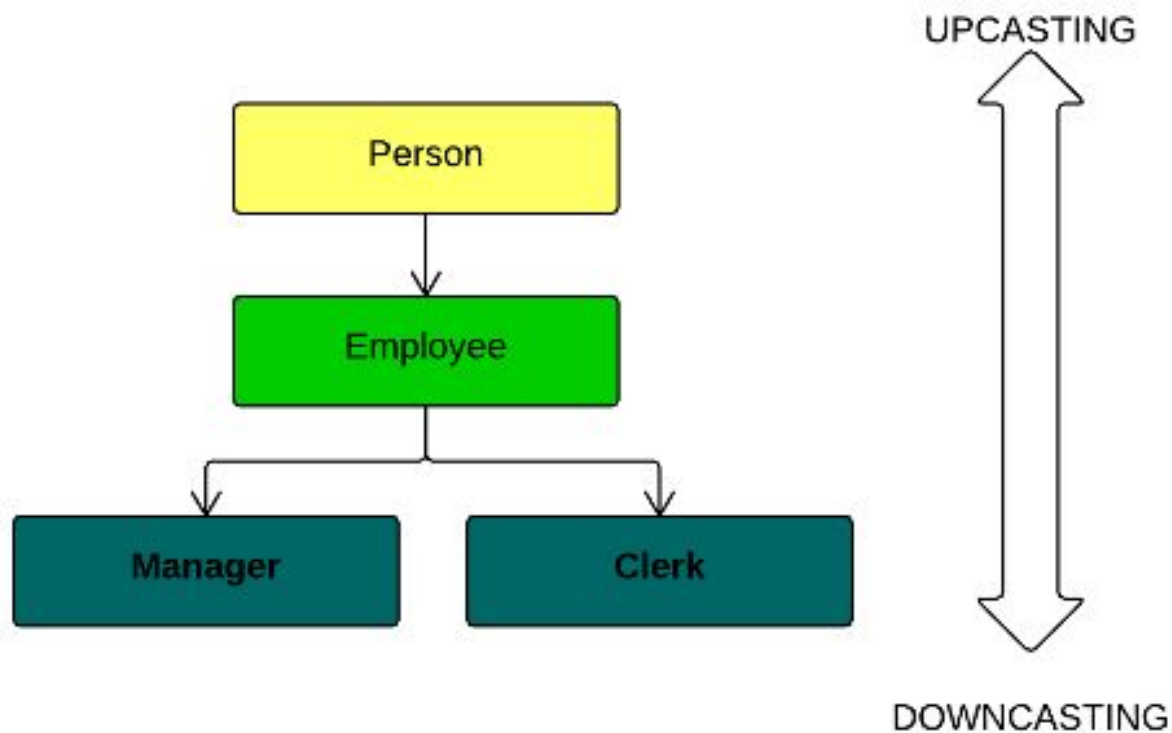 UPCASTING
Person
Employee
Manager
Clerk
DOWNCASTING